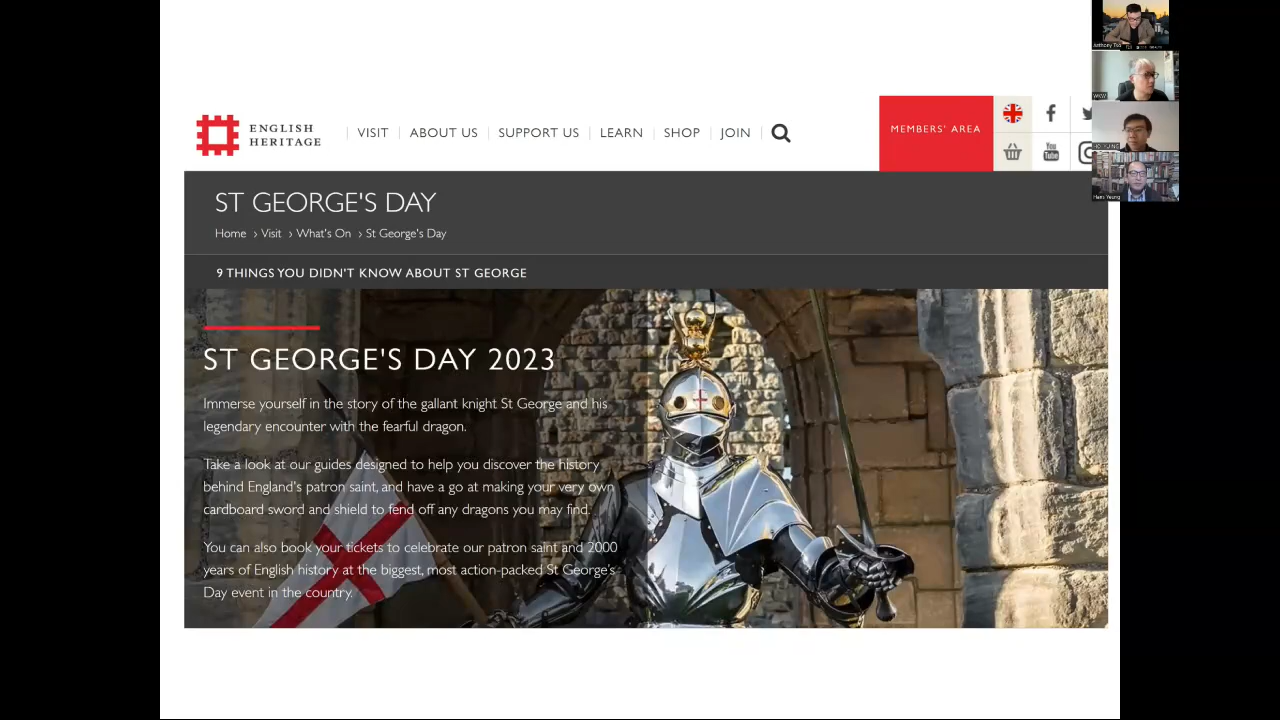 ENGLISH
HERITAGE
VISIT
ABOUT US
SUPPORT US
LEARN
SHOP
JOIN
MEMBERS' AREA
You
Tube
ST GEORGE'S DAY
Home › Visit › What's On › St George's Day
9 THINGS YOU DIDN'T KNOW ABOUT ST GEORGE
ST GEORGE'S DAY 2023
Immerse yourself in the story of the gallant knight St George and his
legendary encounter with the fearful dragon.
Take a look at our guides designed to help you discover the history
behind England's patron saint, and have a go at making your very own
cardboard sword and shield to fend off any dragons you may find.
You can also book your tickets to celebrate our patron saint and 2000
years of English history at the biggest, most action-packed St George's
Day event in the country.
Hans Yeung